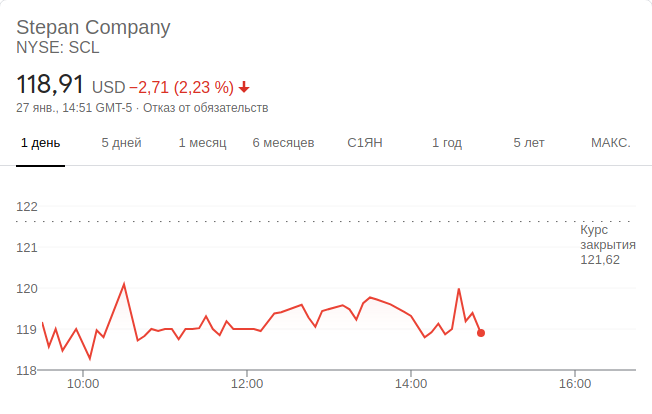 Stepan Company
NYSE: SCL
118,91 USD −2,71 (2,23 %)
27 янв., 14:51 GMT-5 · Отказ от обязательств
1 день 5 дней 1 месяц 6 месяцев С1ЯН 1 год 5 лет МАКС.
122
Курс
закрытия
121,62
121
120
119
118
10:00 12:00 14:00 16:00